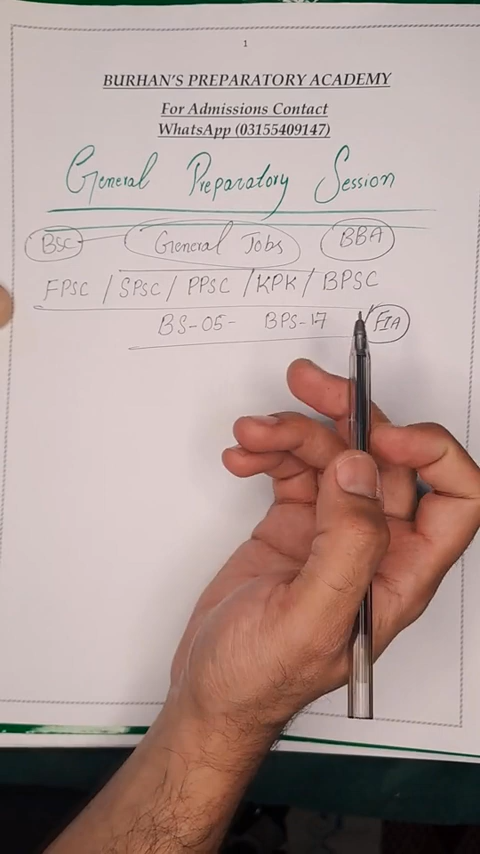 1
BURHAN'S PREPARATORY ACADEMY
For Admissions Contact
WhatsApp (03155409147)
General Preparatory Session
BSC General Jobs BBA
FPSC / SPSC / PPSC / KPK / BPSC
BS-05- BPS-17 / FIA